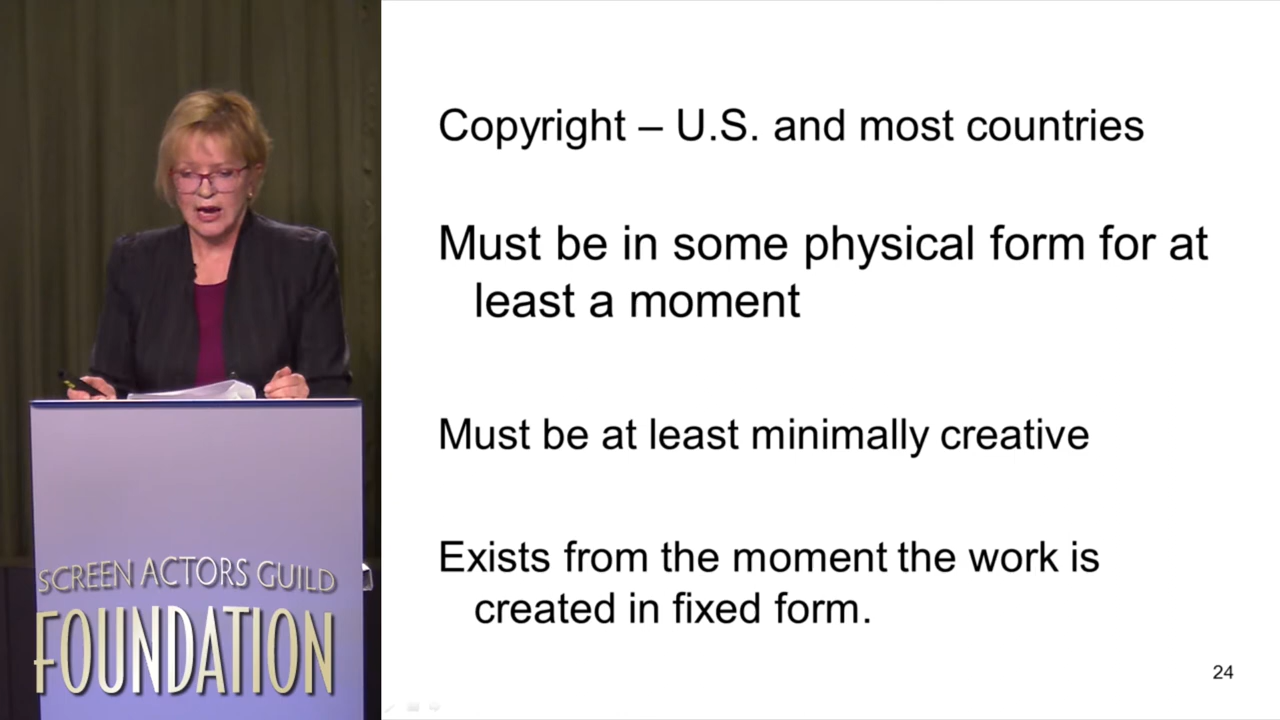 Copyright – U.S. and most countries
Must be in some physical form for at
least a moment
Must be at least minimally creative
Exists from the moment the work is
created in fixed form.
24
SCREEN ACTORS GUILD
FOUNDATION